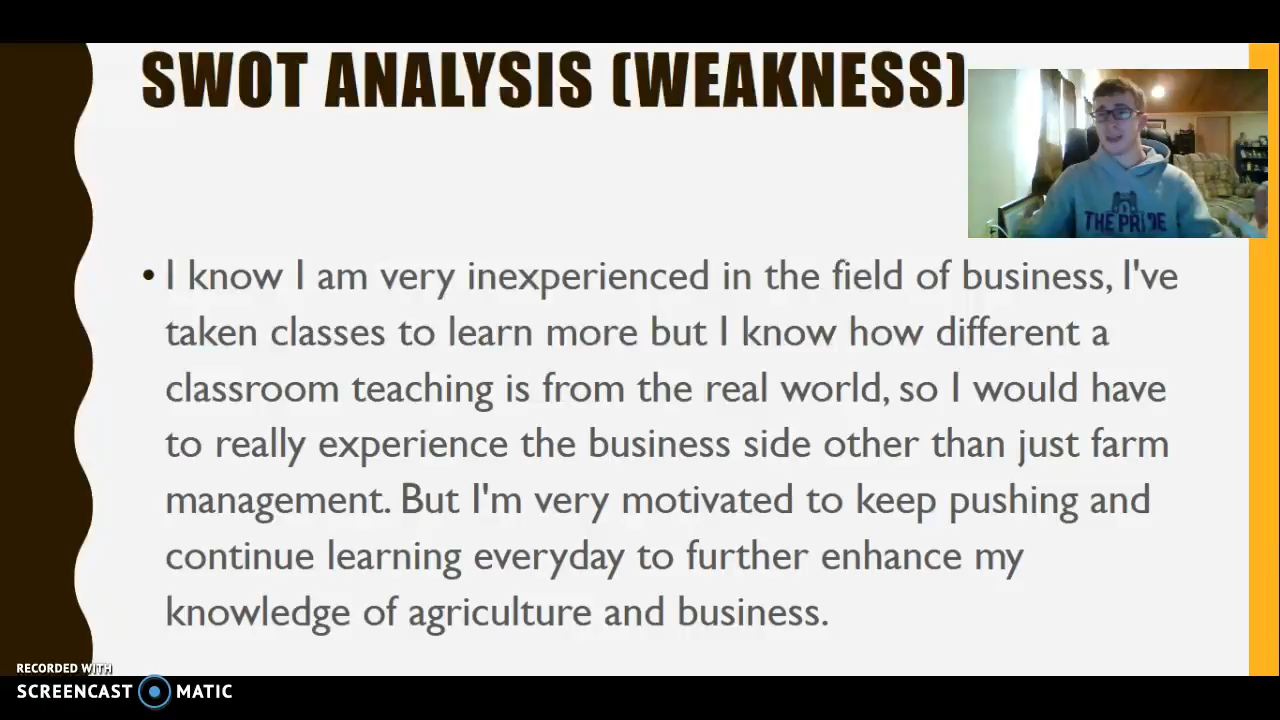 SWOT ANALYSIS (WEAKNESS)
THE PRIDE
• I know I am very inexperienced in the field of business, I've
taken classes to learn more but I know how different a
classroom teaching is from the real world, so I would have
to really experience the business side other than just farm
management. But I'm very motivated to keep pushing and
continue learning everyday to further enhance my
knowledge of agriculture and business.
RECORDED WITH
SCREENCAST MATIC